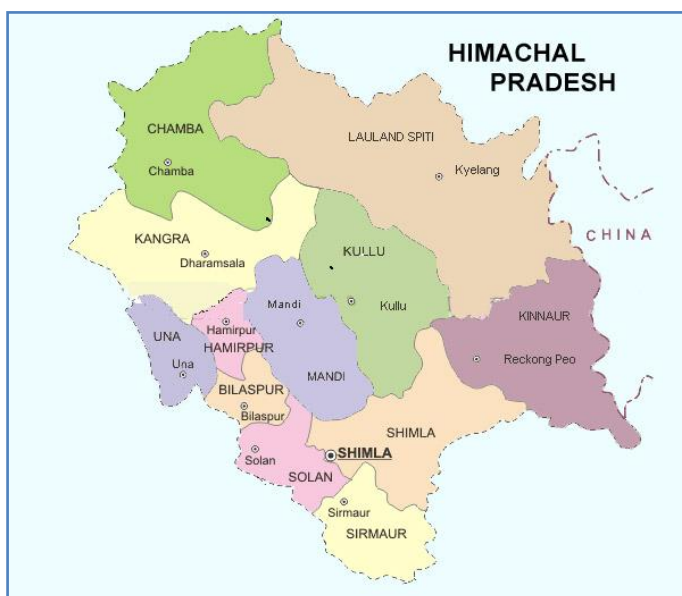 HIMACHAL
PRADESH
CHAMBA
Chamba
LAULAND SPITI
Kyelang
CHINA
KANGRA
Dharamsala
KULLU
Kullu
Mandi
MANDI
UNA
Una
Hamirpur
HAMIRPUR
KINNAUR
Reckong Peo
BILASPUR
Bilaspur
SHIMLA
SHIMLA
Solan
SOLAN
Sirmaur
SIRMAUR